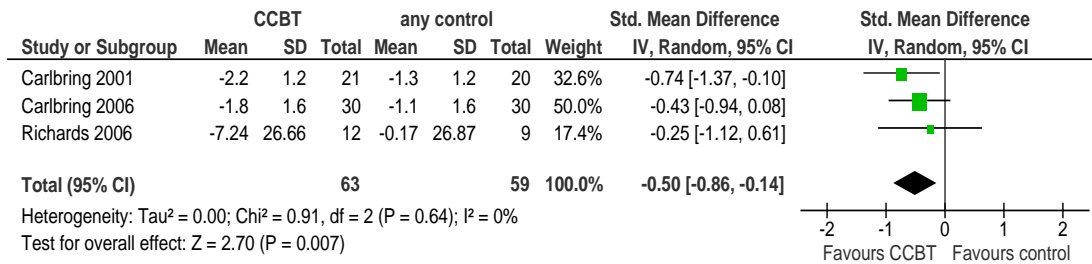 CCBT any control Std. Mean Difference Std. Mean Difference
Study or Subgroup Mean SD Total Mean SD Total Weight IV, Random, 95% CI IV, Random, 95% CI
Carlbring 2001 -2.2 1.2 21 -1.3 1.2 20 32.6% -0.74 [-1.37, -0.10]
Carlbring 2006 -1.8 1.6 30 -1.1 1.6 30 50.0% -0.43 [-0.94, 0.08]
Richards 2006 -7.24 26.66 12 -0.17 26.87 9 17.4% -0.25 [-1.12, 0.61]
Total (95% CI) 63 59 100.0% -0.50 [-0.86, -0.14]
Heterogeneity: Tau² = 0.00; Chi² = 0.91, df = 2 (P = 0.64); I² = 0%
Test for overall effect: Z = 2.70 (P = 0.007)
-2 -1 0 1 2
Favours CCBT Favours control